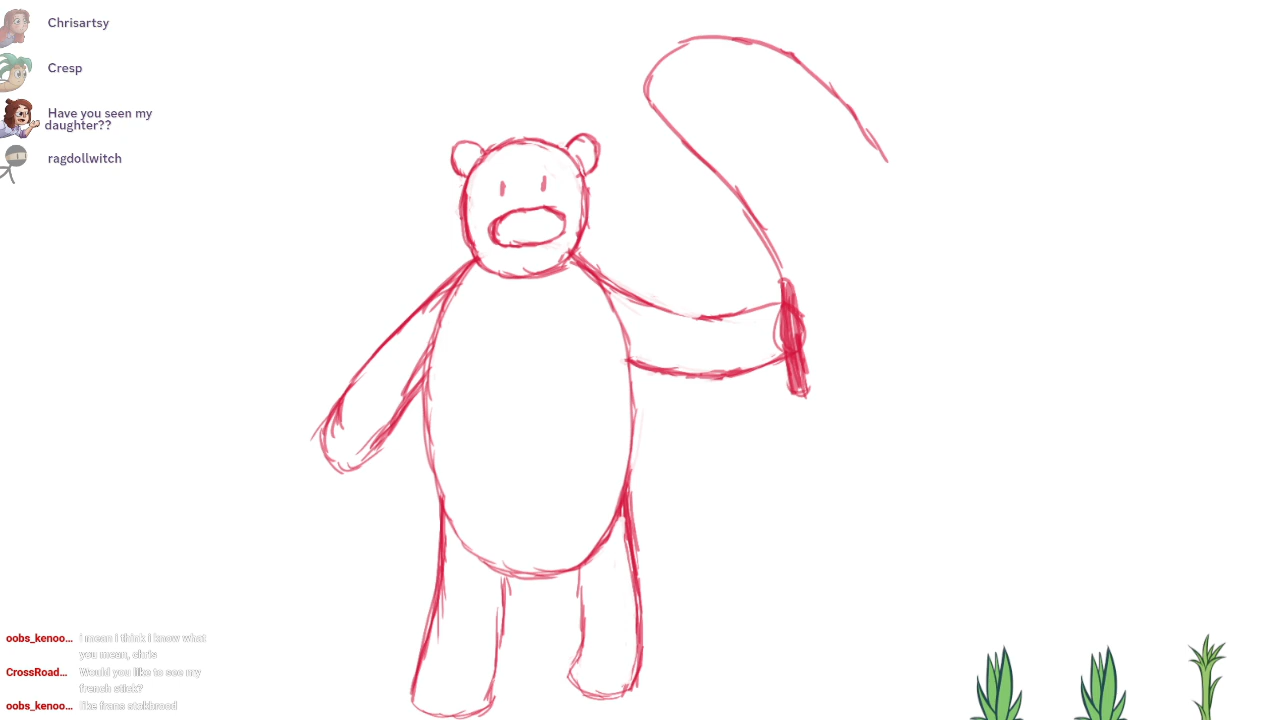 Chrisartsy
Cresp
Have you seen my
daughter??
ragdollwitch
oobs_kenoo... i mean i think i know what
you mean, chris
CrossRoad... Would you like to see my
french stick?
oobs_kenoo... like frans stakbrood